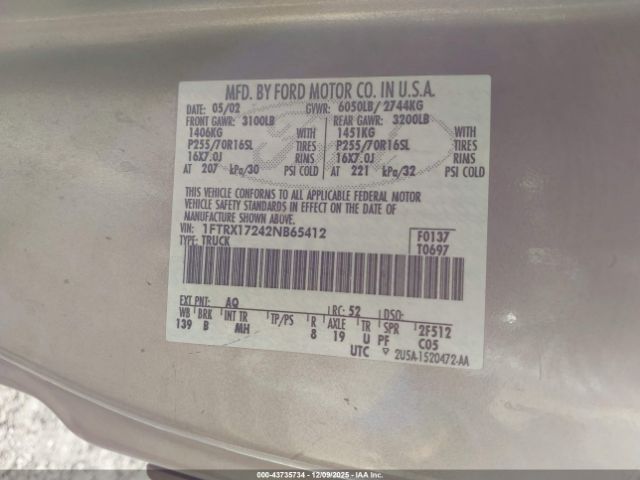 MFD. BY FORD MOTOR CO. IN U.S.A.
DATE: 05/02 GVWR: 6050LB/ 2744KG
FRONT GAWR: 3100LB REAR GAWR: 3200LB
1406KG WITH 1451KG WITH
P255/70R16SL TIRES P255/70R16SL TIRES
16X7.0J RIMS 16X7.0J RIMS
AT 207 kPa/30 PSI COLD AT 221 kPa/32 PSI COLD
THIS VEHICLE CONFORMS TO ALL APPLICABLE FEDERAL MOTOR
VEHICLE SAFETY STANDARDS IN EFFECT ON THE DATE OF
MANUFACTURE SHOWN ABOVE.
VIN: 1FTRX17242NB65412 F0137
TYPE: TRUCK T0697
EXT PNT: AQ RC: 52 DSO:
WB BRK INT TR TP/PS R AXLE TR SPR 2F512
139 B MH 8 19 U PF C05
UTC 2U5A-1520472-AA
000-43735734 12/09/2025 IAA Inc.